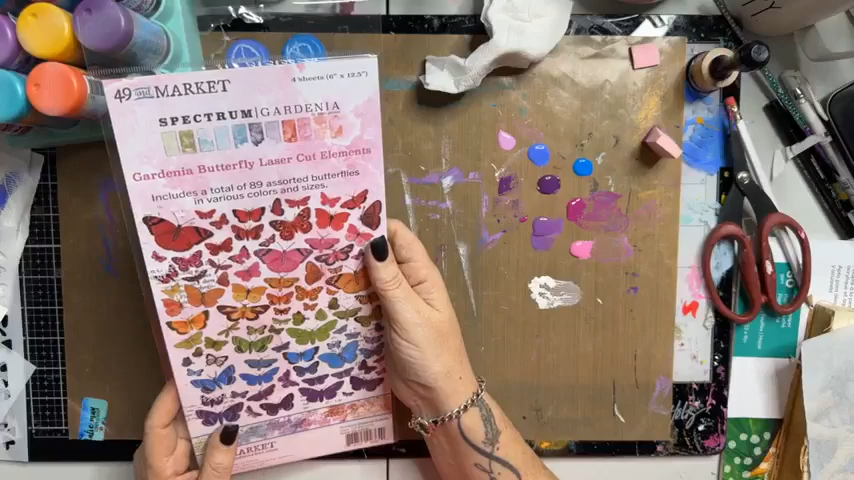 49 and MARKET
4 sheets (6" x 12.5")
SPECTRUM | GARDENIA
Gardenia Butterfly Laser Cut Elements
Includes a total of 89 assorted butterflies
in various colors and sizes.
MARKET